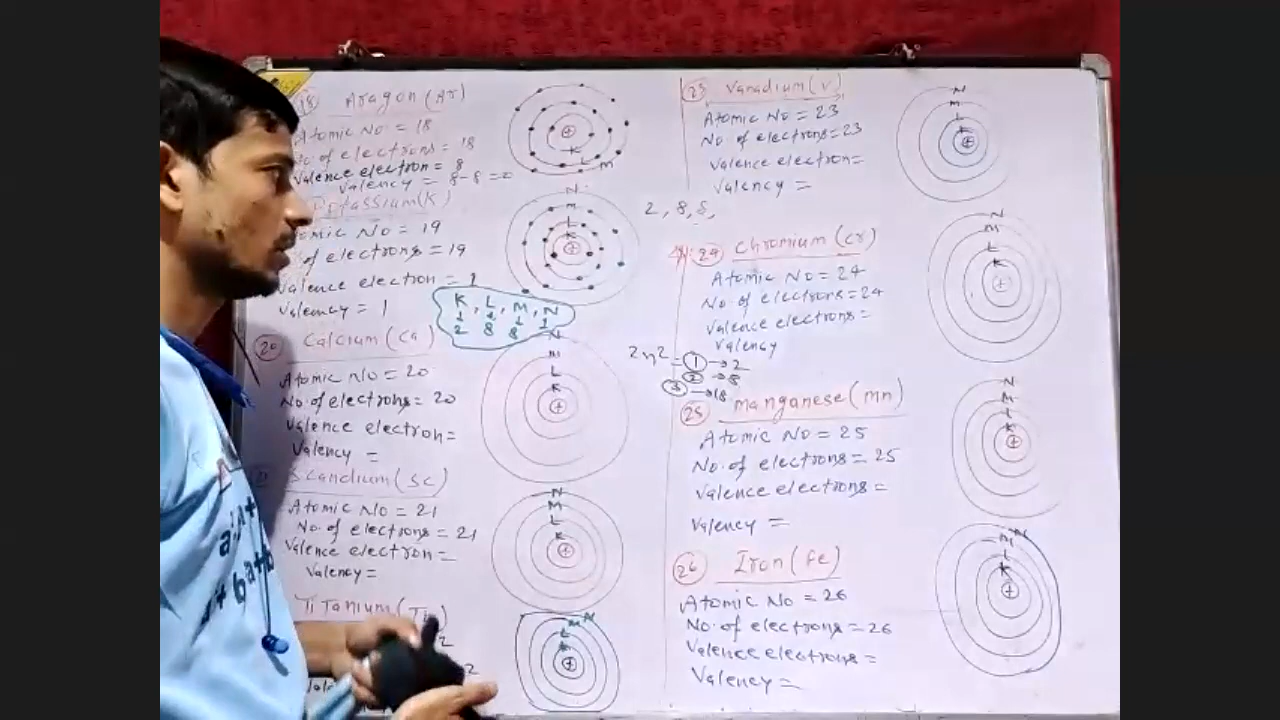 18 Aragon (Ar)
Atomic No = 18
No. of electrons = 18
Valence electron = 8
Valency = 8-8=0
K L M
Potassium(K)
Atomic No = 19
No. of electrons = 19
Valence electron = 1
Valency = 1
N
M
L
K
2, 8, 8,
K, L, M, N
2 8 8 1
20 Calcium (Ca)
Atomic No = 20
No. of electrons = 20
Valence electron =
Valency =
N
M
L
K
Scandium (Sc)
Atomic No = 21
No. of electrons = 21
Valence electron =
Valency =
N
M
L
K
Titanium (Ti)
N
M
L
K
23 Vanadium (V)
Atomic No = 23
No. of electrons = 23
Valence electron =
Valency =
N
M
L
K
24 Chromium (Cr)
Atomic No = 24
No. of electrons = 24
Valence electrons =
Valency
N
M
L
K
2n² = 1 → 2
2 → 8
3 → 18
25 Manganese (mn)
Atomic No = 25
No. of electrons = 25
Valence electrons =
Valency =
N
M
L
K
26 Iron (Fe)
Atomic No = 26
No. of electrons = 26
Valence electrons =
Valency =
N
M
L
K